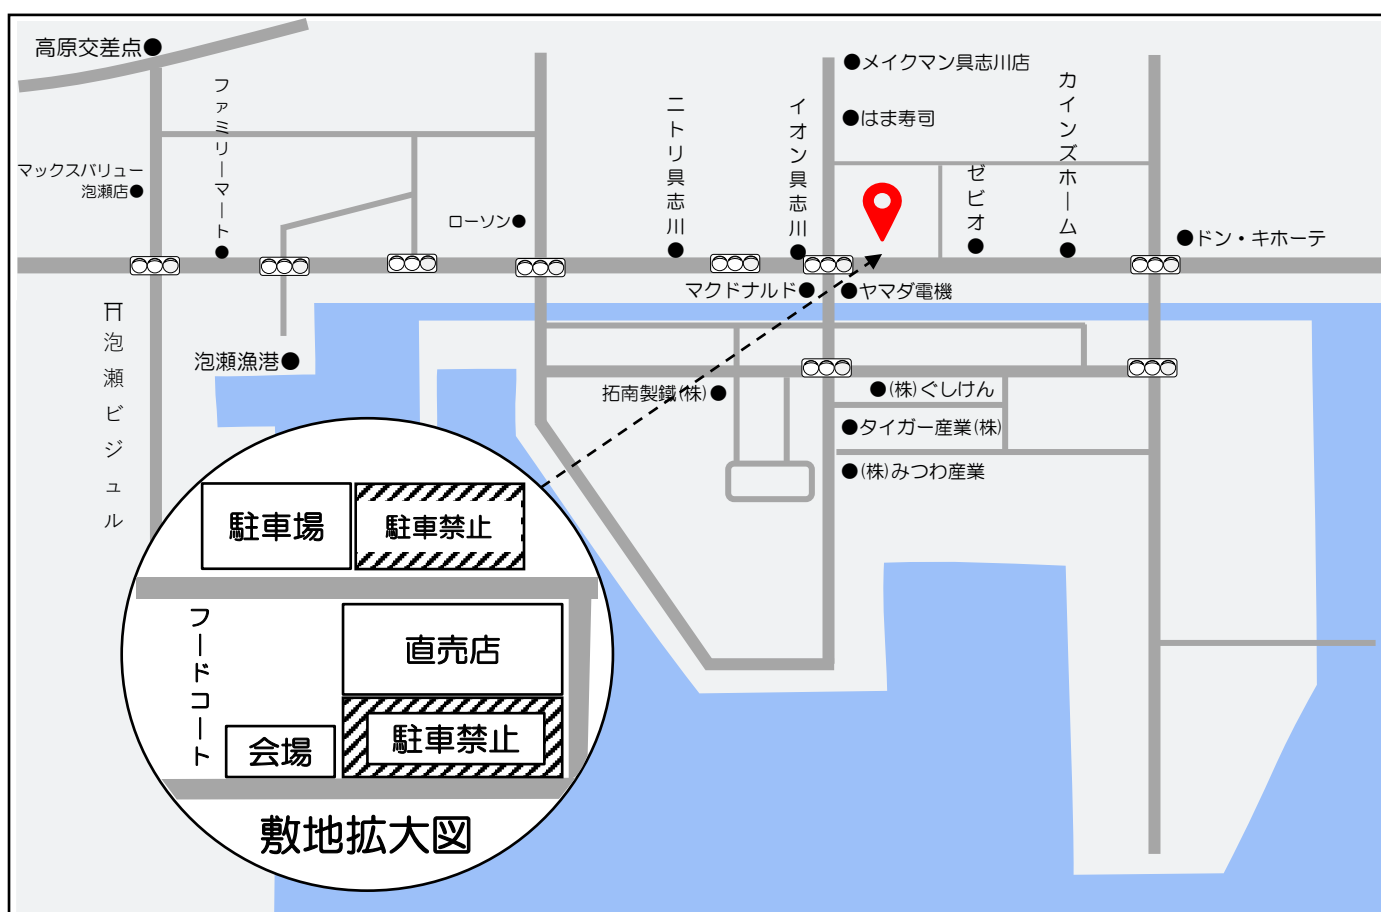 高原交差点
メイクマン具志川店
カインズホーム
ファミリーマート
ニトリ具志川
イオン具志川
はま寿司
マックスバリュー
泡瀬店
ゼビオ
ローソン
ドン・キホーテ
マクドナルド
ヤマダ電機
泡瀬ビジュル
泡瀬漁港
拓南製鐵(株)
(株)ぐしけん
タイガー産業(株)
(株)みつわ産業
駐車場
駐車禁止
フードコート
直売店
会場
駐車禁止
敷地拡大図